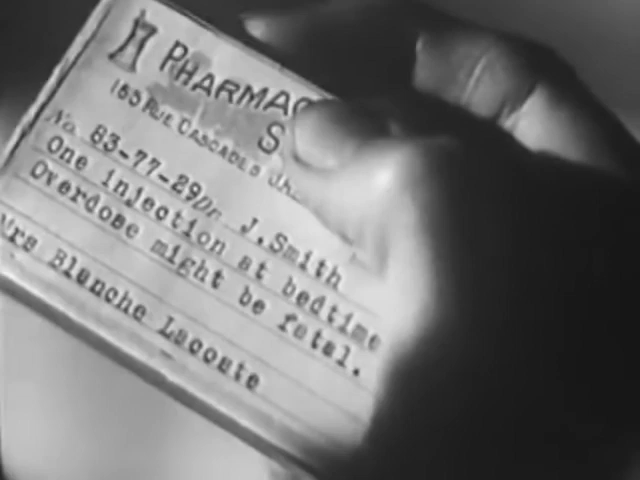 PHARMAC
S
165 RUE CASCADES
No. 83-77-29 Dr. J. Smith
One injection at bedtime
Overdose might be fatal.
Mrs Blanche Lacoste